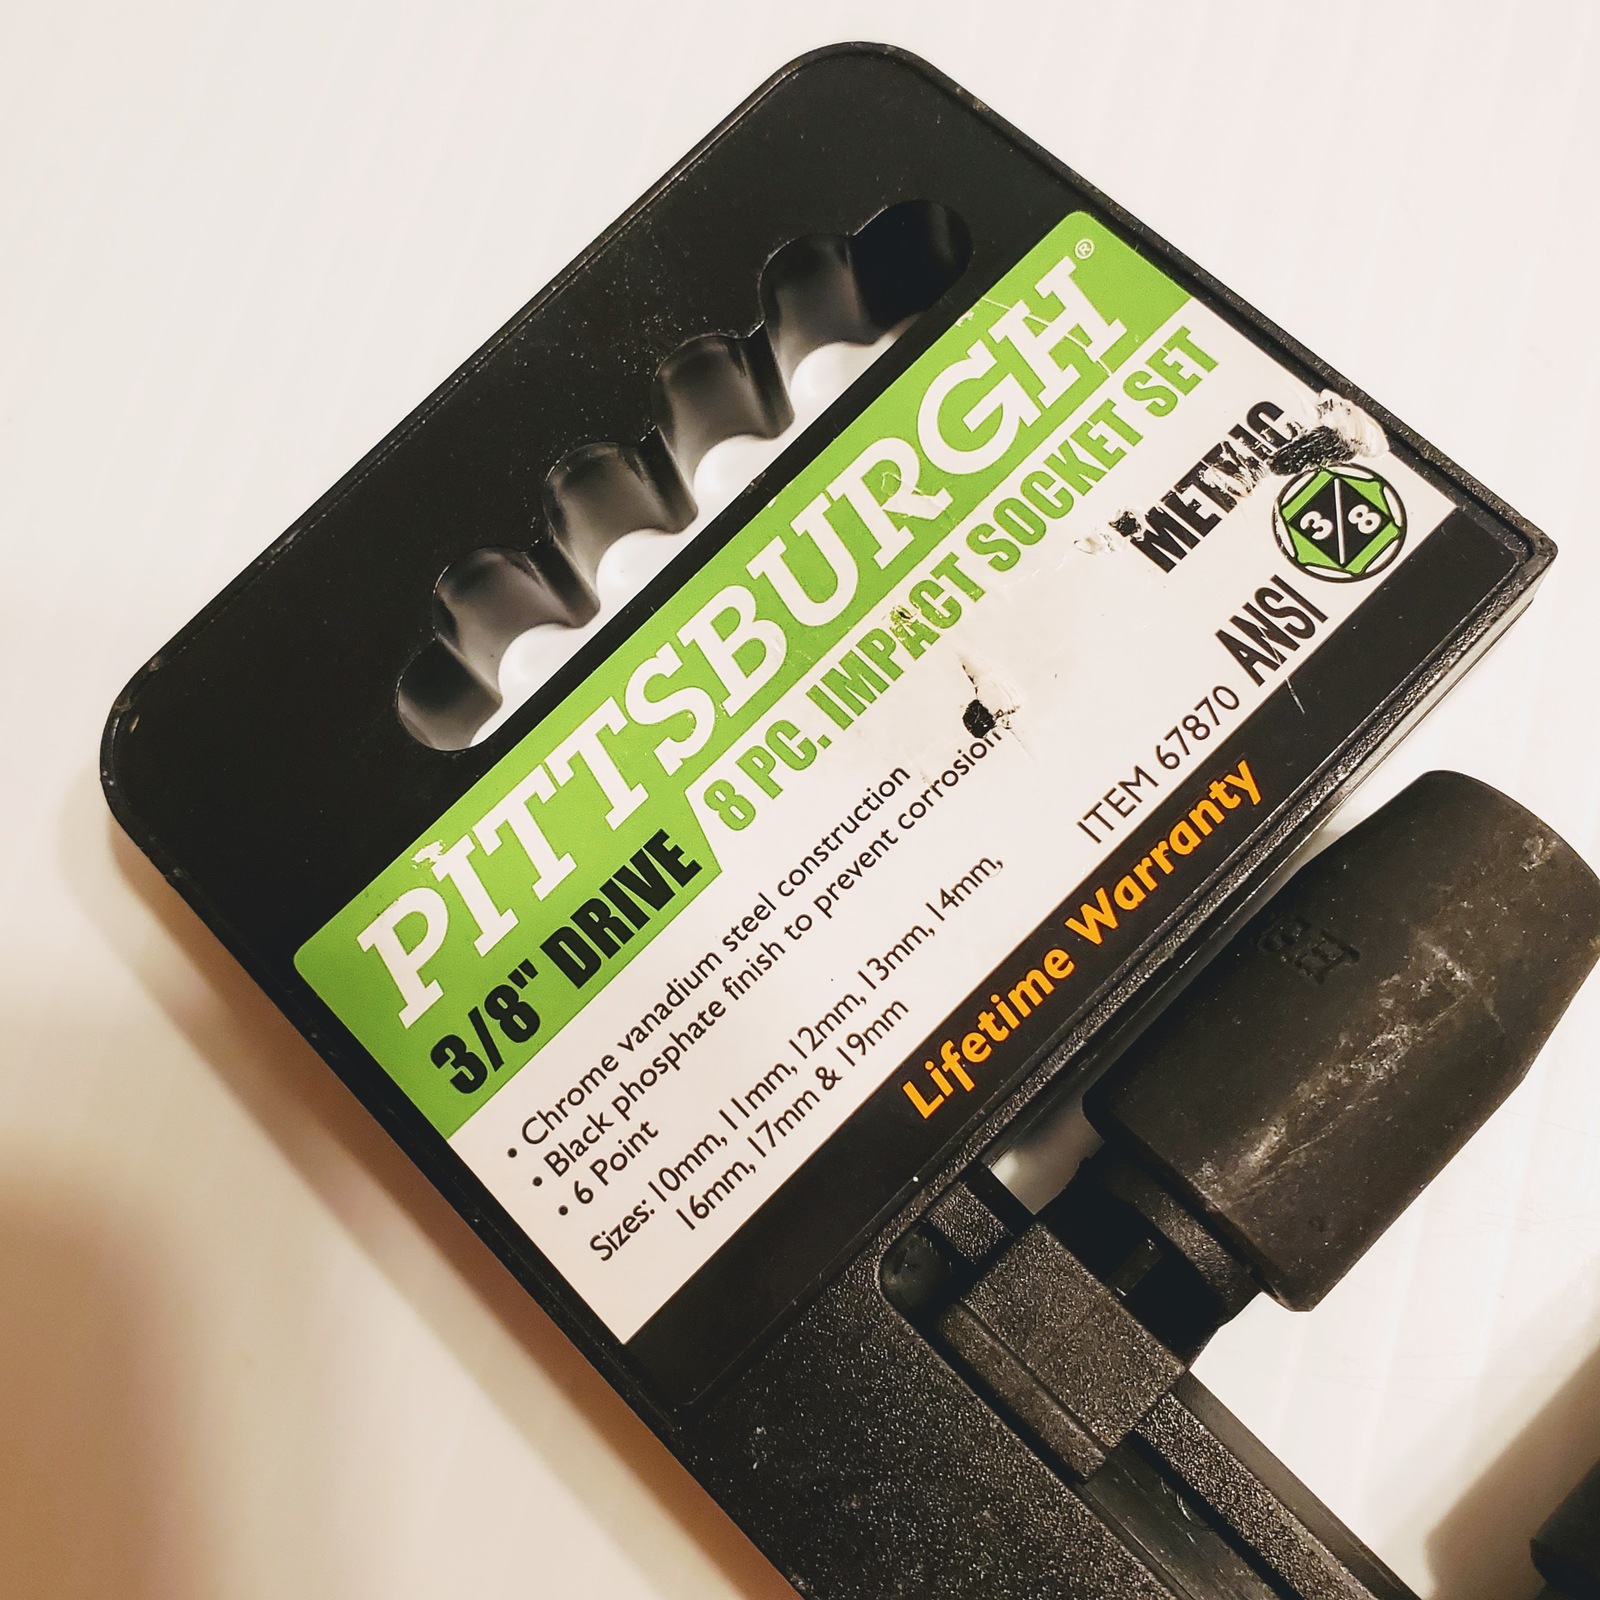 PITTSBURGH®
3/8" DRIVE
8 PC. IMPACT SOCKET SET
METRIC
3/8
• Chrome vanadium steel construction
• Black phosphate finish to prevent corrosion
• 6 Point
Sizes: 10mm, 11mm, 12mm, 13mm, 14mm,
16mm, 17mm & 19mm
ITEM 67870
ANSI
Lifetime Warranty